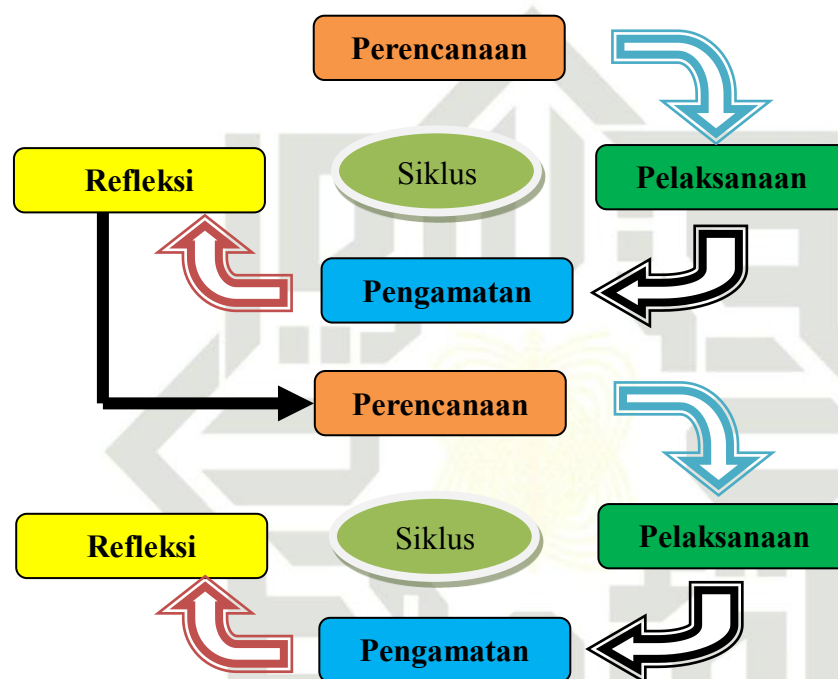 Perencanaan
Refleksi
Siklus
Pelaksanaan
Pengamatan
Perencanaan
Refleksi
Siklus
Pelaksanaan
Pengamatan